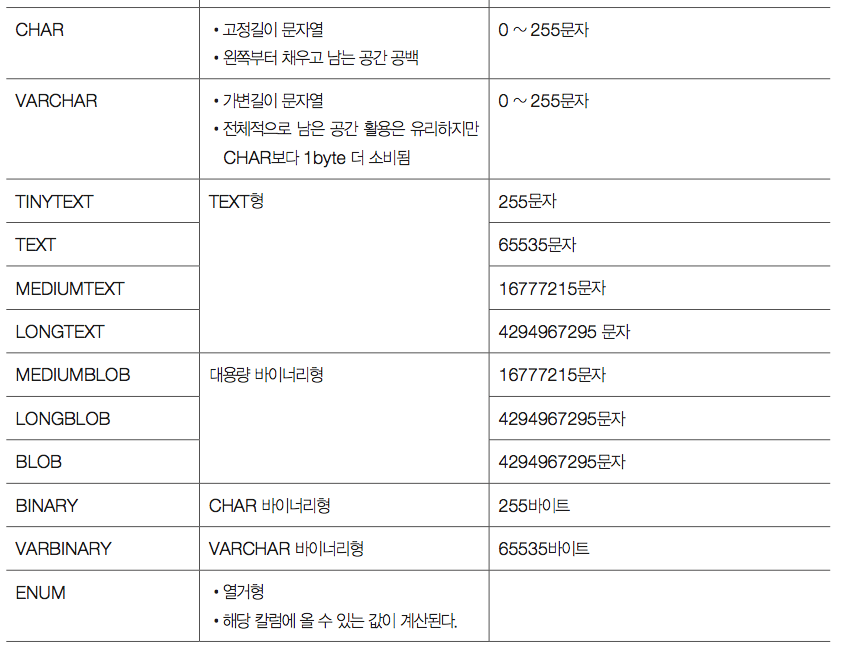 CHAR
• 고정길이 문자열
• 왼쪽부터 채우고 남는 공간 공백
0 ~ 255문자
VARCHAR
• 가변길이 문자열
• 전체적으로 남은 공간 활용은 유리하지만
CHAR보다 1byte 더 소비됨
0 ~ 255문자
TINYTEXT
TEXT형
255문자
TEXT
65535문자
MEDIUMTEXT
16777215문자
LONGTEXT
4294967295 문자
MEDIUMBLOB
대용량 바이너리형
16777215문자
LONGBLOB
4294967295문자
BLOB
4294967295문자
BINARY
CHAR 바이너리형
255바이트
VARBINARY
VARCHAR 바이너리형
65535바이트
ENUM
• 열거형
• 해당 칼럼에 올 수 있는 값이 계산된다.